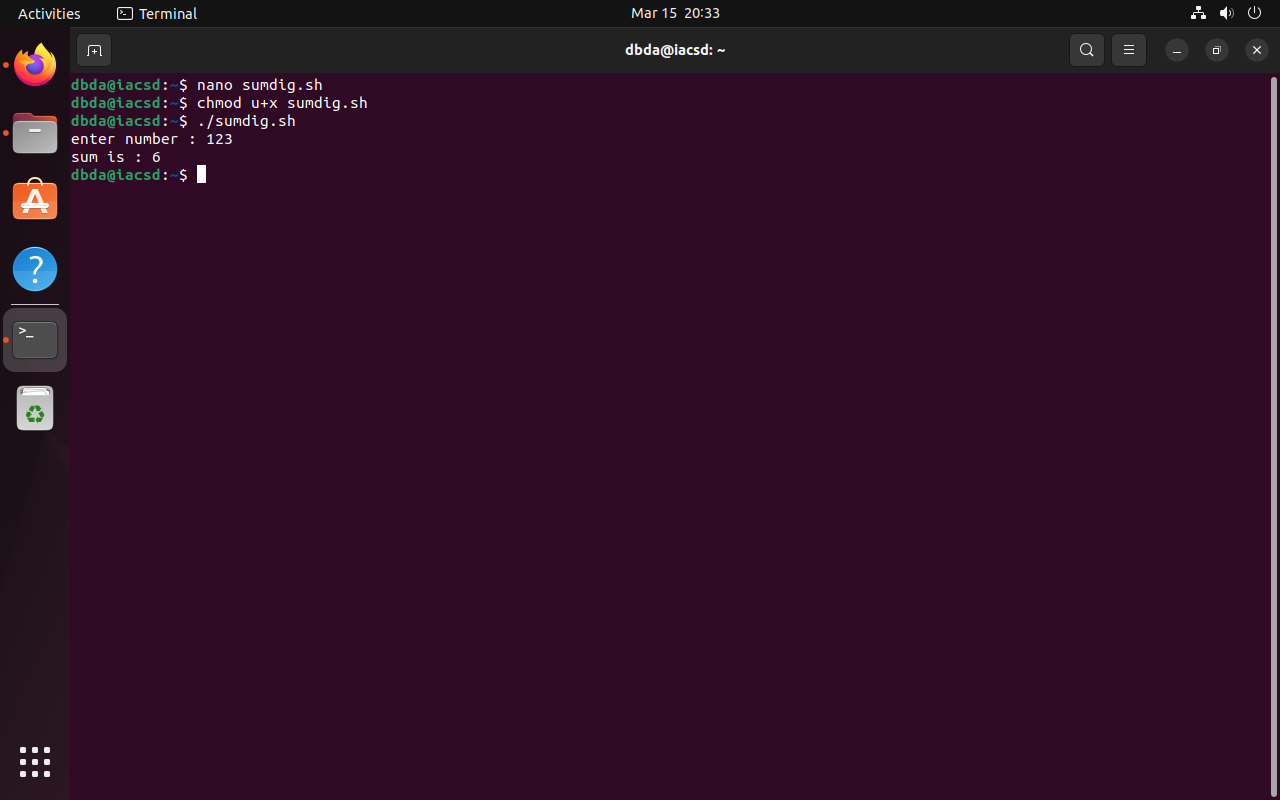 Activities Terminal Mar 15 20:33
dbda@iacsd: ~
dbda@iacsd:~$ nano sumdig.sh
dbda@iacsd:~$ chmod u+x sumdig.sh
dbda@iacsd:~$ ./sumdig.sh
enter number : 123
sum is : 6
dbda@iacsd:~$